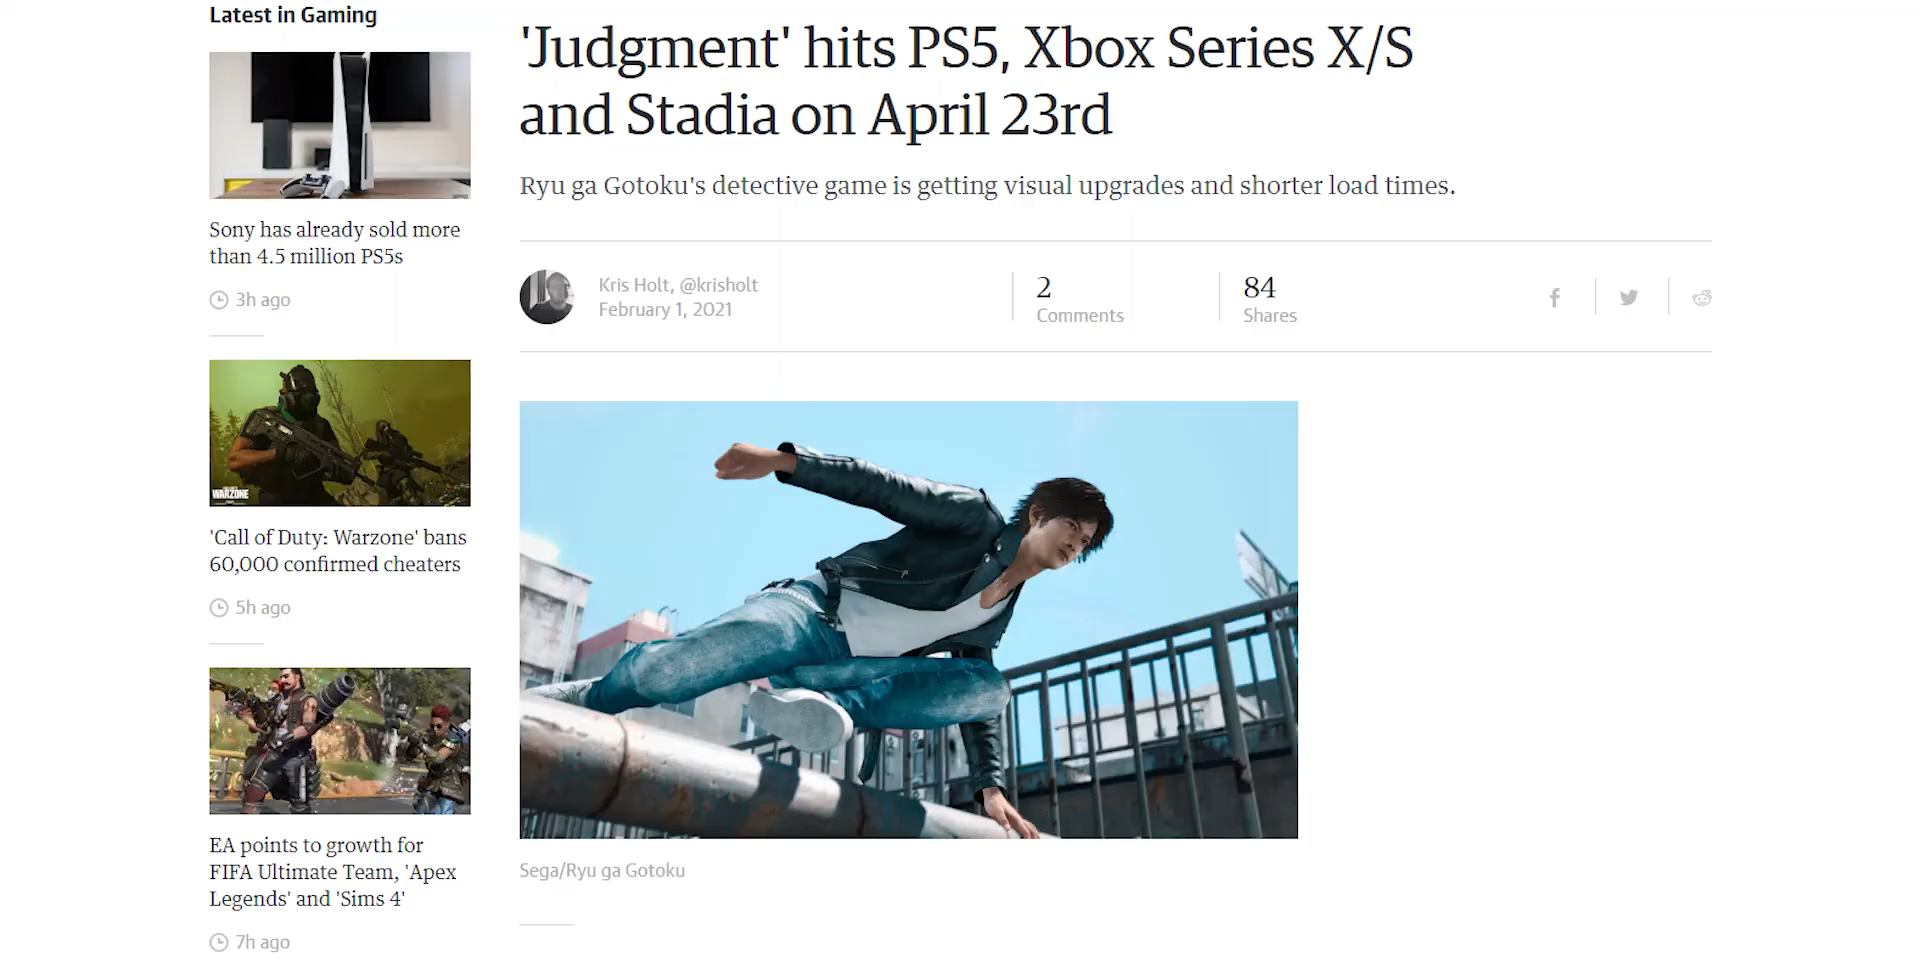 Latest in Gaming
Sony has already sold more
than 4.5 million PS5s
3h ago
WARZONE
'Call of Duty: Warzone' bans
60,000 confirmed cheaters
5h ago
EA points to growth for
FIFA Ultimate Team, 'Apex
Legends' and 'Sims 4'
7h ago
'Judgment' hits PS5, Xbox Series X/S
and Stadia on April 23rd
Ryu ga Gotoku's detective game is getting visual upgrades and shorter load times.
Kris Holt, @krisholt
February 1, 2021
2
Comments
84
Shares
Sega/Ryu ga Gotoku